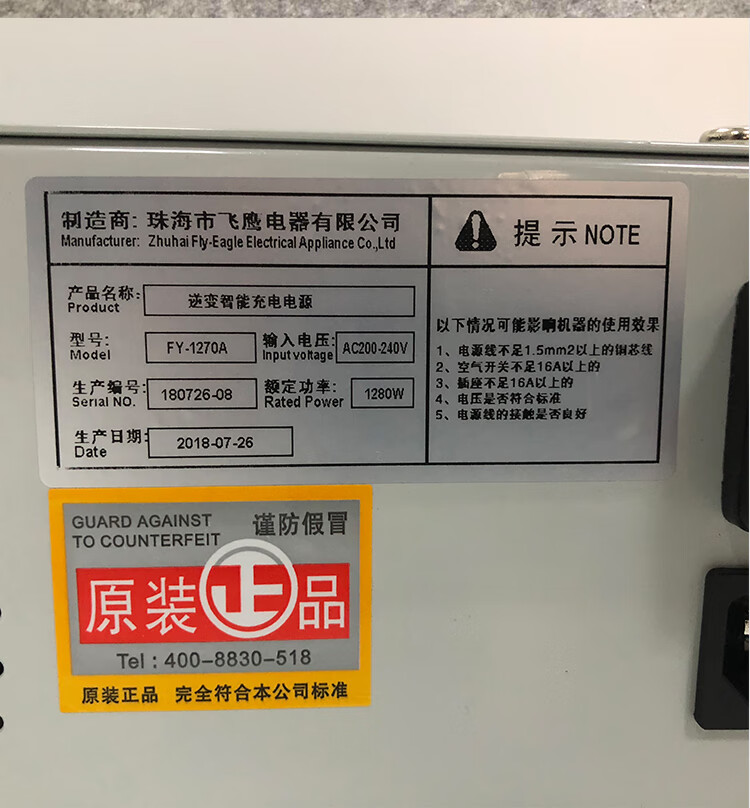 制造商: 珠海市飞鹰电器有限公司
Manufacturer: Zhuhai Fly-Eagle Electrical Appliance Co.,Ltd
产品名称: 逆变智能充电电源
Product
型号: FY-1270A 输入电压: AC200-240V
Model Input voltage
生产编号: 180726-08 额定功率: 1280W
Serial NO. Rated Power
生产日期: 2018-07-26
Date
提示 NOTE
以下情况可能影响机器的使用效果
1、电源线不足1.5mm2以上的铜芯线
2、空气开关不足16A以上的
3、插座不足16A以上的
4、电压是否符合标准
5、电源线的接触是否良好
GUARD AGAINST
TO COUNTERFEIT 谨防假冒
原装正品
Tel：400-8830-518
原装正品 完全符合本公司标准